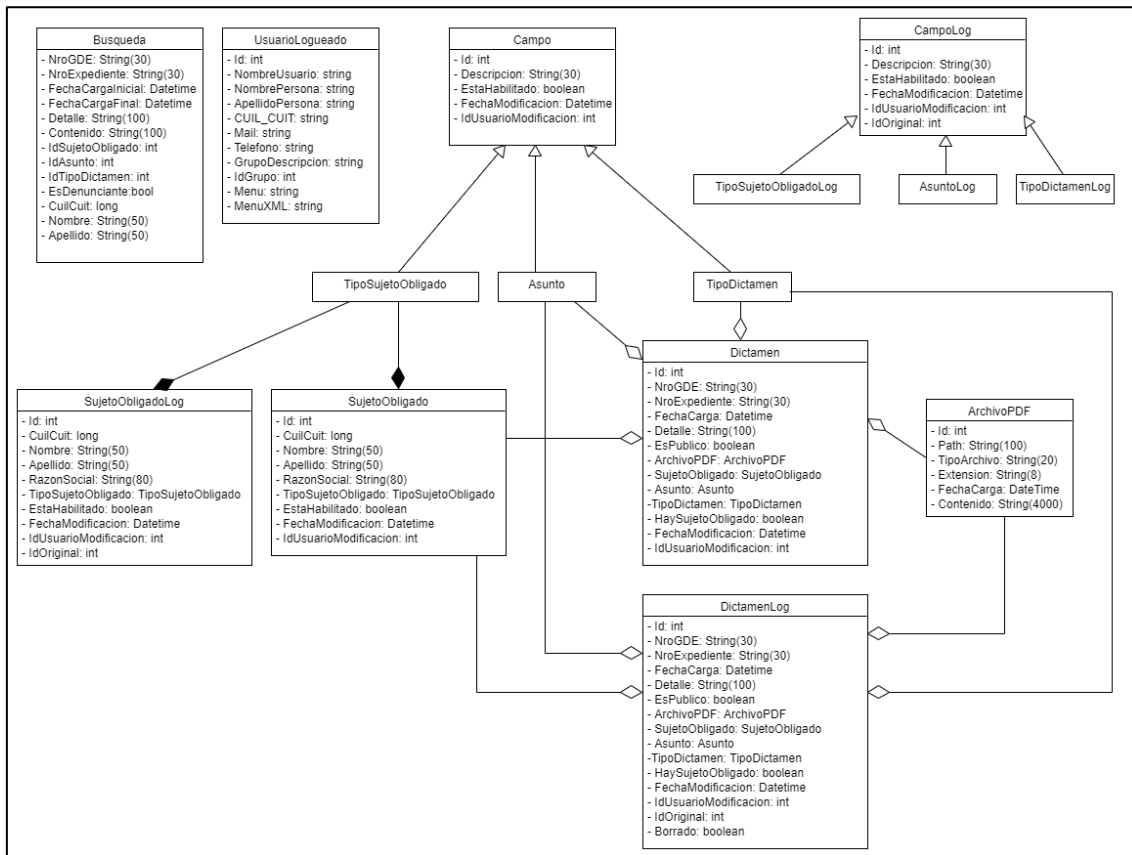 Busqueda
- NroGDE: String(30)
- NroExpediente: String(30)
- FechaCargaInicial: Datetime
- FechaCargaFinal: Datetime
- Detalle: String(100)
- Contenido: String(100)
- IdSujetoObligado: int
- IdAsunto: int
- IdTipoDictamen: int
- EsDenunciante:bool
- CuilCuit: long
- Nombre: String(50)
- Apellido: String(50)
UsuarioLogueado
- Id: int
- NombreUsuario: string
- NombrePersona: string
- ApellidoPersona: string
- CUIL_CUIT: string
- Mail: string
- Telefono: string
- GrupoDescripcion: string
- IdGrupo: int
- Menu: string
- MenuXML: string
Campo
- Id: int
- Descripcion: String(30)
- EstaHabilitado: boolean
- FechaModificacion: Datetime
- IdUsuarioModificacion: int
CampoLog
- Id: int
- Descripcion: String(30)
- EstaHabilitado: boolean
- FechaModificacion: Datetime
- IdUsuarioModificacion: int
- IdOriginal: int
TipoSujetoObligadoLog
AsuntoLog
TipoDictamenLog
TipoSujetoObligado
Asunto
TipoDictamen
SujetoObligadoLog
- Id: int
- CuilCuit: long
- Nombre: String(50)
- Apellido: String(50)
- RazonSocial: String(80)
- TipoSujetoObligado: TipoSujetoObligado
- EstaHabilitado: boolean
- FechaModificacion: Datetime
- IdUsuarioModificacion: int
- IdOriginal: int
SujetoObligado
- Id: int
- CuilCuit: long
- Nombre: String(50)
- Apellido: String(50)
- RazonSocial: String(80)
- TipoSujetoObligado: TipoSujetoObligado
- EstaHabilitado: boolean
- FechaModificacion: Datetime
- IdUsuarioModificacion: int
Dictamen
- Id: int
- NroGDE: String(30)
- NroExpediente: String(30)
- FechaCarga: Datetime
- Detalle: String(100)
- EsPublico: boolean
- ArchivoPDF: ArchivoPDF
- SujetoObligado: SujetoObligado
- Asunto: Asunto
-TipoDictamen: TipoDictamen
- HaySujetoObligado: boolean
- FechaModificacion: Datetime
- IdUsuarioModificacion: int
ArchivoPDF
- Id: int
- Path: String(100)
- TipoArchivo: String(20)
- Extension: String(8)
- FechaCarga: DateTime
- Contenido: String(4000)
DictamenLog
- Id: int
- NroGDE: String(30)
- NroExpediente: String(30)
- FechaCarga: Datetime
- Detalle: String(100)
- EsPublico: boolean
- ArchivoPDF: ArchivoPDF
- SujetoObligado: SujetoObligado
- Asunto: Asunto
-TipoDictamen: TipoDictamen
- HaySujetoObligado: boolean
- FechaModificacion: Datetime
- IdUsuarioModificacion: int
- IdOriginal: int
- Borrado: boolean